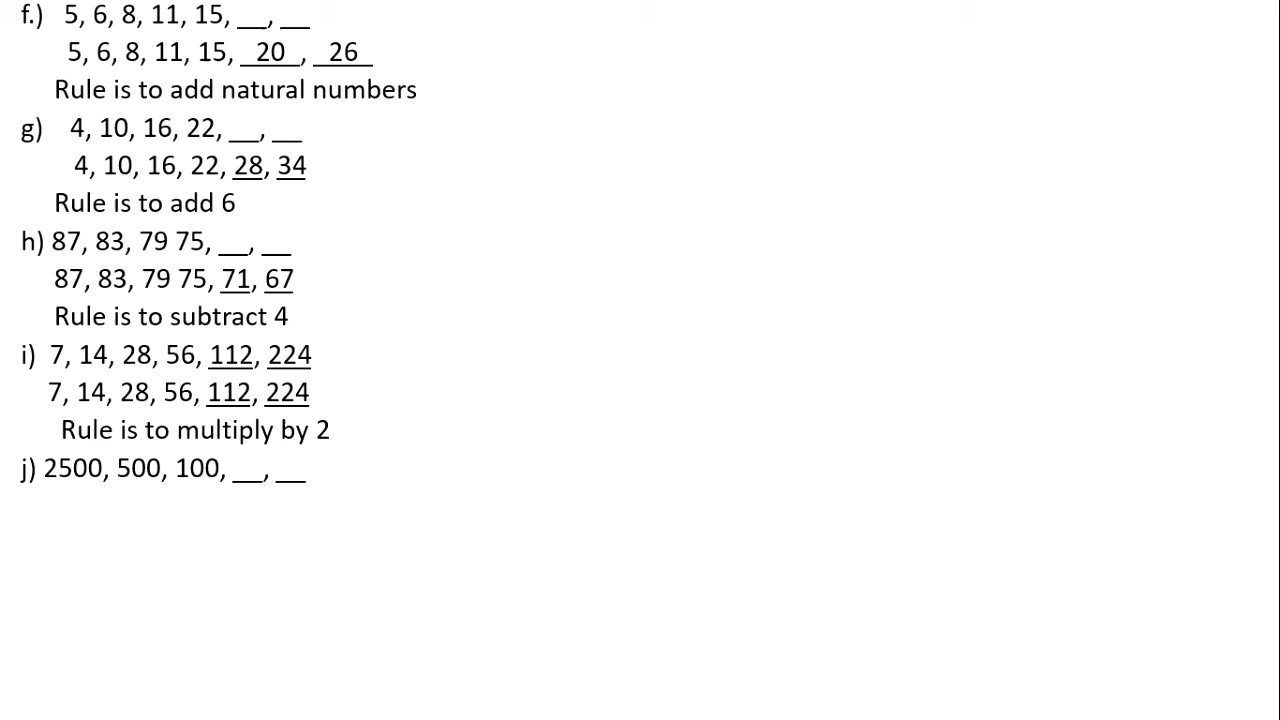 f.) 5, 6, 8, 11, 15, __, __
5, 6, 8, 11, 15, _20_, _26_
Rule is to add natural numbers
g) 4, 10, 16, 22, __, __
4, 10, 16, 22, 28, 34
Rule is to add 6
h) 87, 83, 79 75, __, __
87, 83, 79 75, 71, 67
Rule is to subtract 4
i) 7, 14, 28, 56, 112, 224
7, 14, 28, 56, 112, 224
Rule is to multiply by 2
j) 2500, 500, 100, __, __